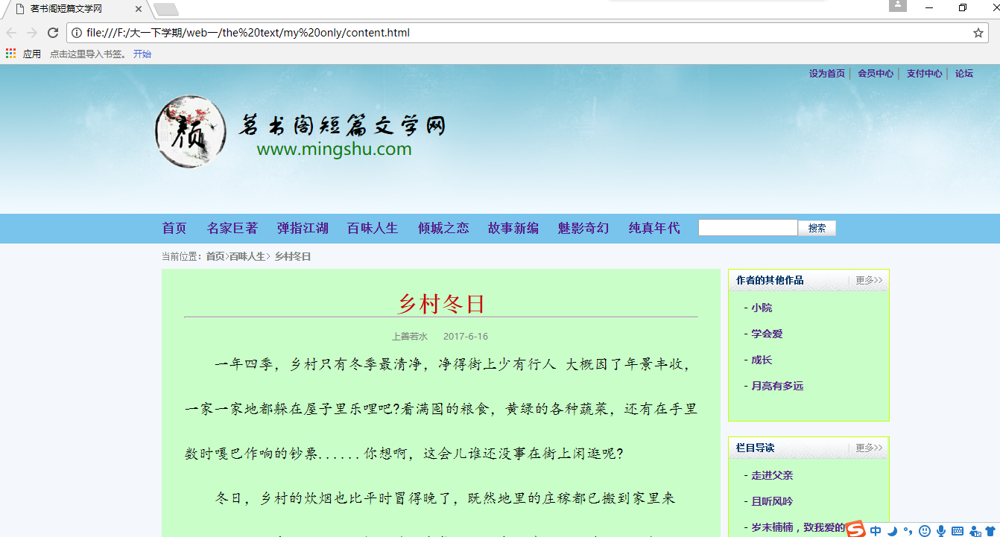 茗书阁短篇文学网
file:///F:/大一下学期/web一/the%20text/my%20only/content.html
应用 点击这里导入书签。 开始
设为首页 | 会员中心 | 支付中心 | 论坛
颜
茗书阁短篇文学网
www.mingshu.com
首页 名家巨著 弹指江湖 百味人生 倾城之恋 故事新编 魅影奇幻 纯真年代 搜索
当前位置：首页>百味人生> 乡村冬日
乡村冬日
上善若水 2017-6-16
一年四季，乡村只有冬季最清净，净得街上少有行人 大概因了年景丰收，
一家一家地都躲在屋子里乐哩吧?看满囤的粮食，黄绿的各种蔬菜，还有在手里
数时嘎巴作响的钞票......你想啊，这会儿谁还没事在街上闲逛呢?
冬日，乡村的炊烟也比平时冒得晚了，既然地里的庄稼都已搬到家里来
作者的其他作品 | 更多>>
- 小院
- 学会爱
- 成长
- 月亮有多远
栏目导读 | 更多>>
- 走进父亲
- 且听风吟
- 岁末楠楠，致我爱的
中